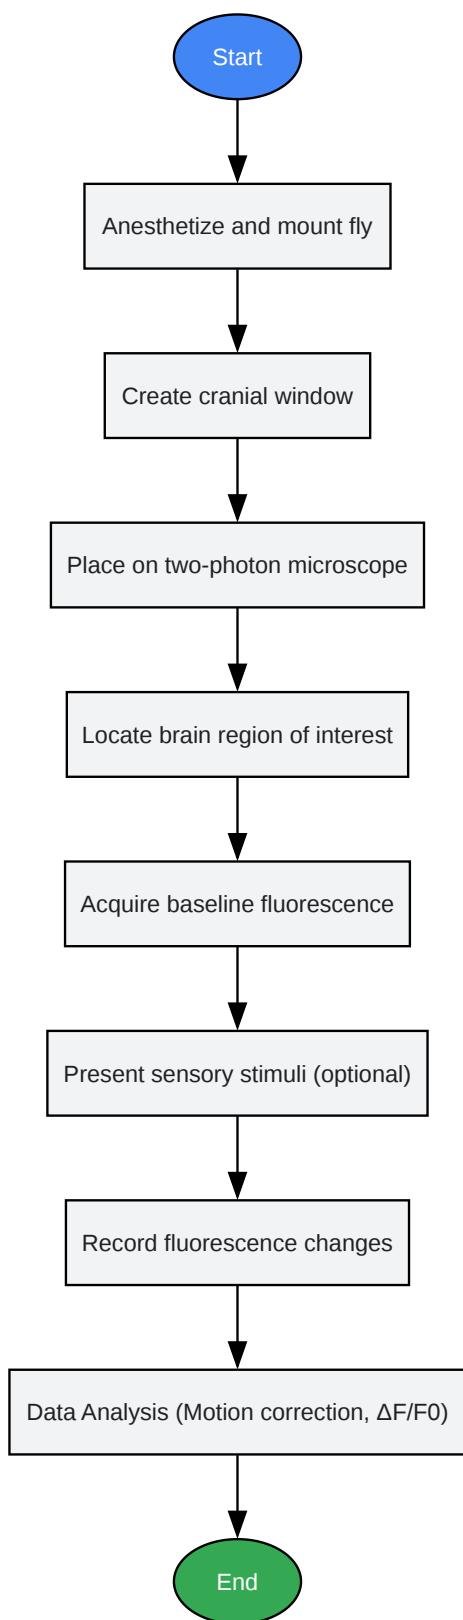 Start
Anesthetize and mount fly
Create cranial window
Place on two-photon microscope
Locate brain region of interest
Acquire baseline fluorescence
Present sensory stimuli (optional)
Record fluorescence changes
Data Analysis (Motion correction, ΔF/F0)
End